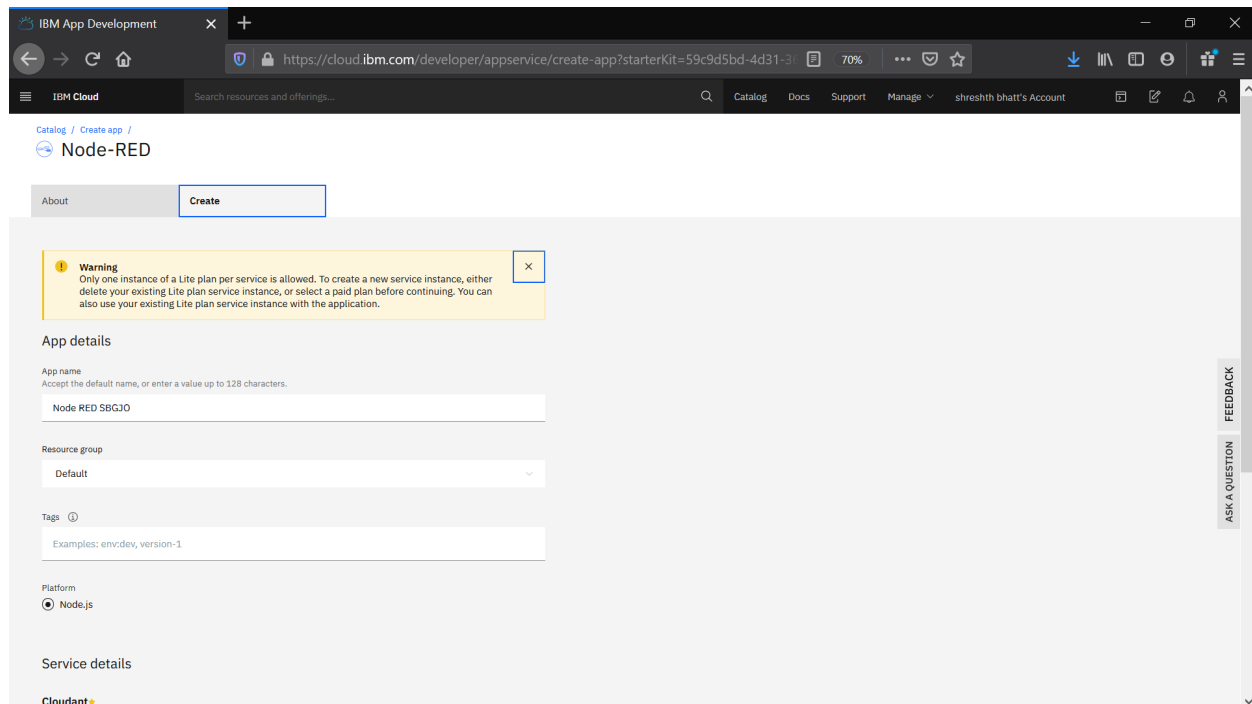 IBM App Development
https://cloud.ibm.com/developer/appservice/create-app?starterKit=59c9d5bd-4d31-3
70%
IBM Cloud
Search resources and offerings...
Catalog
Docs
Support
Manage
shreshth bhatt's Account
Catalog / Create app /
Node-RED
About
Create
Warning
Only one instance of a Lite plan per service is allowed. To create a new service instance, either
delete your existing Lite plan service instance, or select a paid plan before continuing. You can
also use your existing Lite plan service instance with the application.
App details
App name
Accept the default name, or enter a value up to 128 characters.
Node RED SBGJO
Resource group
Default
Tags
Examples: env:dev, version-1
Platform
Node.js
Service details
Cloudant
FEEDBACK
ASK A QUESTION